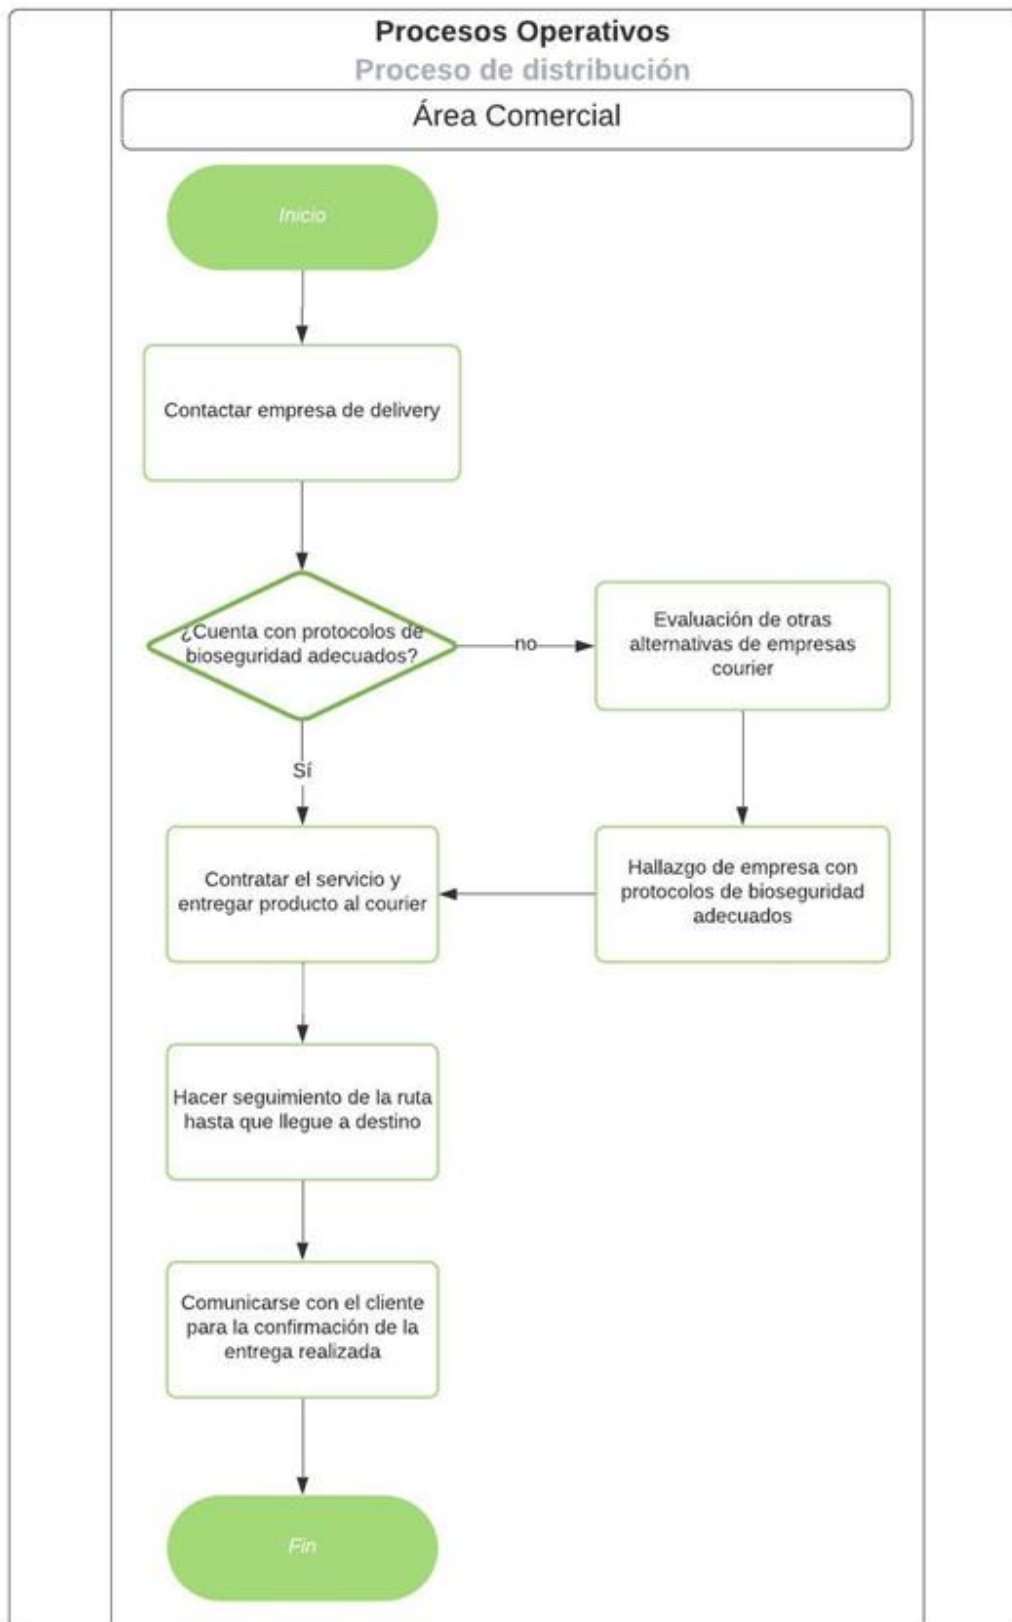 Procesos Operativos
Proceso de distribución
Área Comercial
Inicio
Contactar empresa de delivery
¿Cuenta con protocolos de
bioseguridad adecuados?
no
Evaluación de otras
alternativas de empresas
courier
Sí
Contratar el servicio y
entregar producto al courier
Hallazgo de empresa con
protocolos de bioseguridad
adecuados
Hacer seguimiento de la ruta
hasta que llegue a destino
Comunicarse con el cliente
para la confirmación de la
entrega realizada
Fin